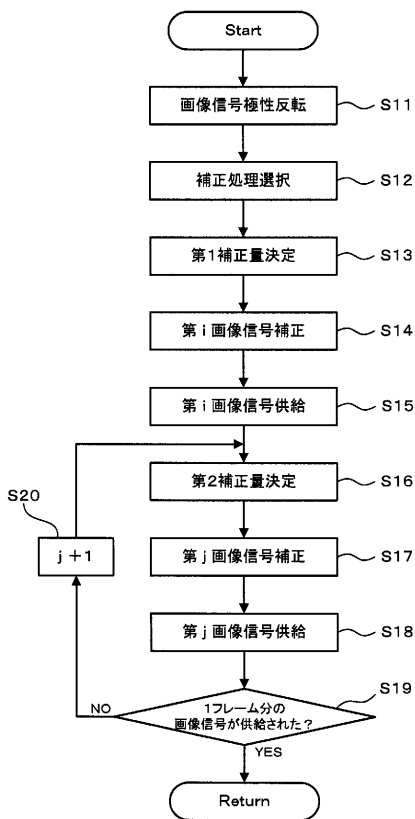 Start
画像信号極性反転
S11
補正処理選択
S12
第1補正量決定
S13
第i画像信号補正
S14
第i画像信号供給
S15
第2補正量決定
S16
S20
j+1
第j画像信号補正
S17
第j画像信号供給
S18
1フレーム分の
画像信号が供給された?
S19
NO
YES
Return